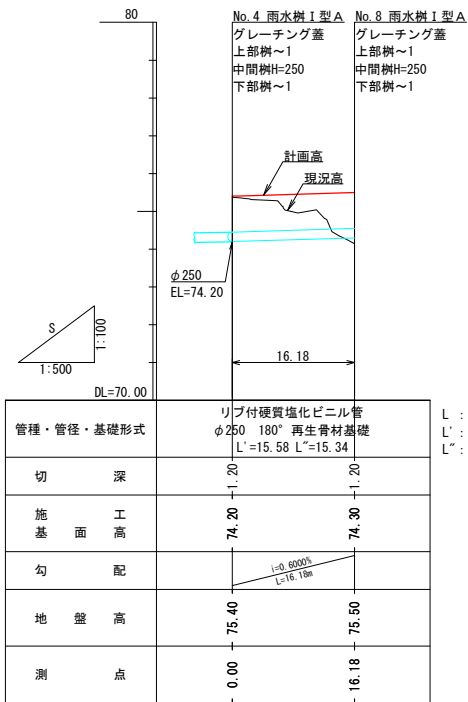 80
No.4 雨水桝Ⅰ型A
グレーチング蓋
上部桝～1
中間桝H=250
下部桝～1
No.8 雨水桝Ⅰ型A
グレーチング蓋
上部桝～1
中間桝H=250
下部桝～1
計画高
現況高
φ250
EL=74.20
S
1:100
1:500
16.18
DL=70.00
管種・管径・基礎形式
リブ付硬質塩化ビニル管
φ250 180° 再生骨材基礎
L'=15.58 L"=15.34
L :
L' :
L" :
切 深
1.20
1.20
施 工
基 面 高
74.20
74.30
勾 配
i=0.6000%
L=16.18m
地 盤 高
75.40
75.50
測 点
0.00
16.18